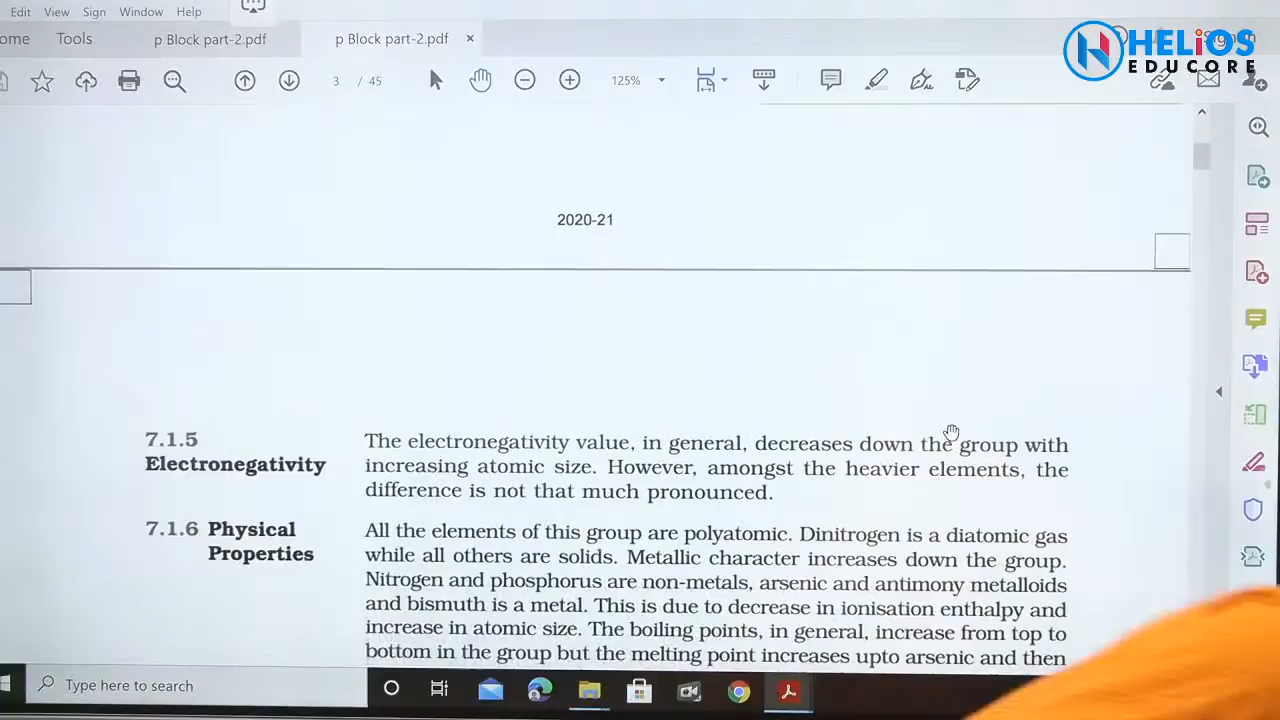 Edit View Sign Window Help
ome Tools p Block part-2.pdf p Block part-2.pdf ×
HELiOS
EDUCORE
3 / 45 125%
2020-21
7.1.5
Electronegativity
The electronegativity value, in general, decreases down the group with
increasing atomic size. However, amongst the heavier elements, the
difference is not that much pronounced.
7.1.6 Physical
Properties
All the elements of this group are polyatomic. Dinitrogen is a diatomic gas
while all others are solids. Metallic character increases down the group.
Nitrogen and phosphorus are non-metals, arsenic and antimony metalloids
and bismuth is a metal. This is due to decrease in ionisation enthalpy and
increase in atomic size. The boiling points, in general, increase from top to
bottom in the group but the melting point increases upto arsenic and then
Type here to search